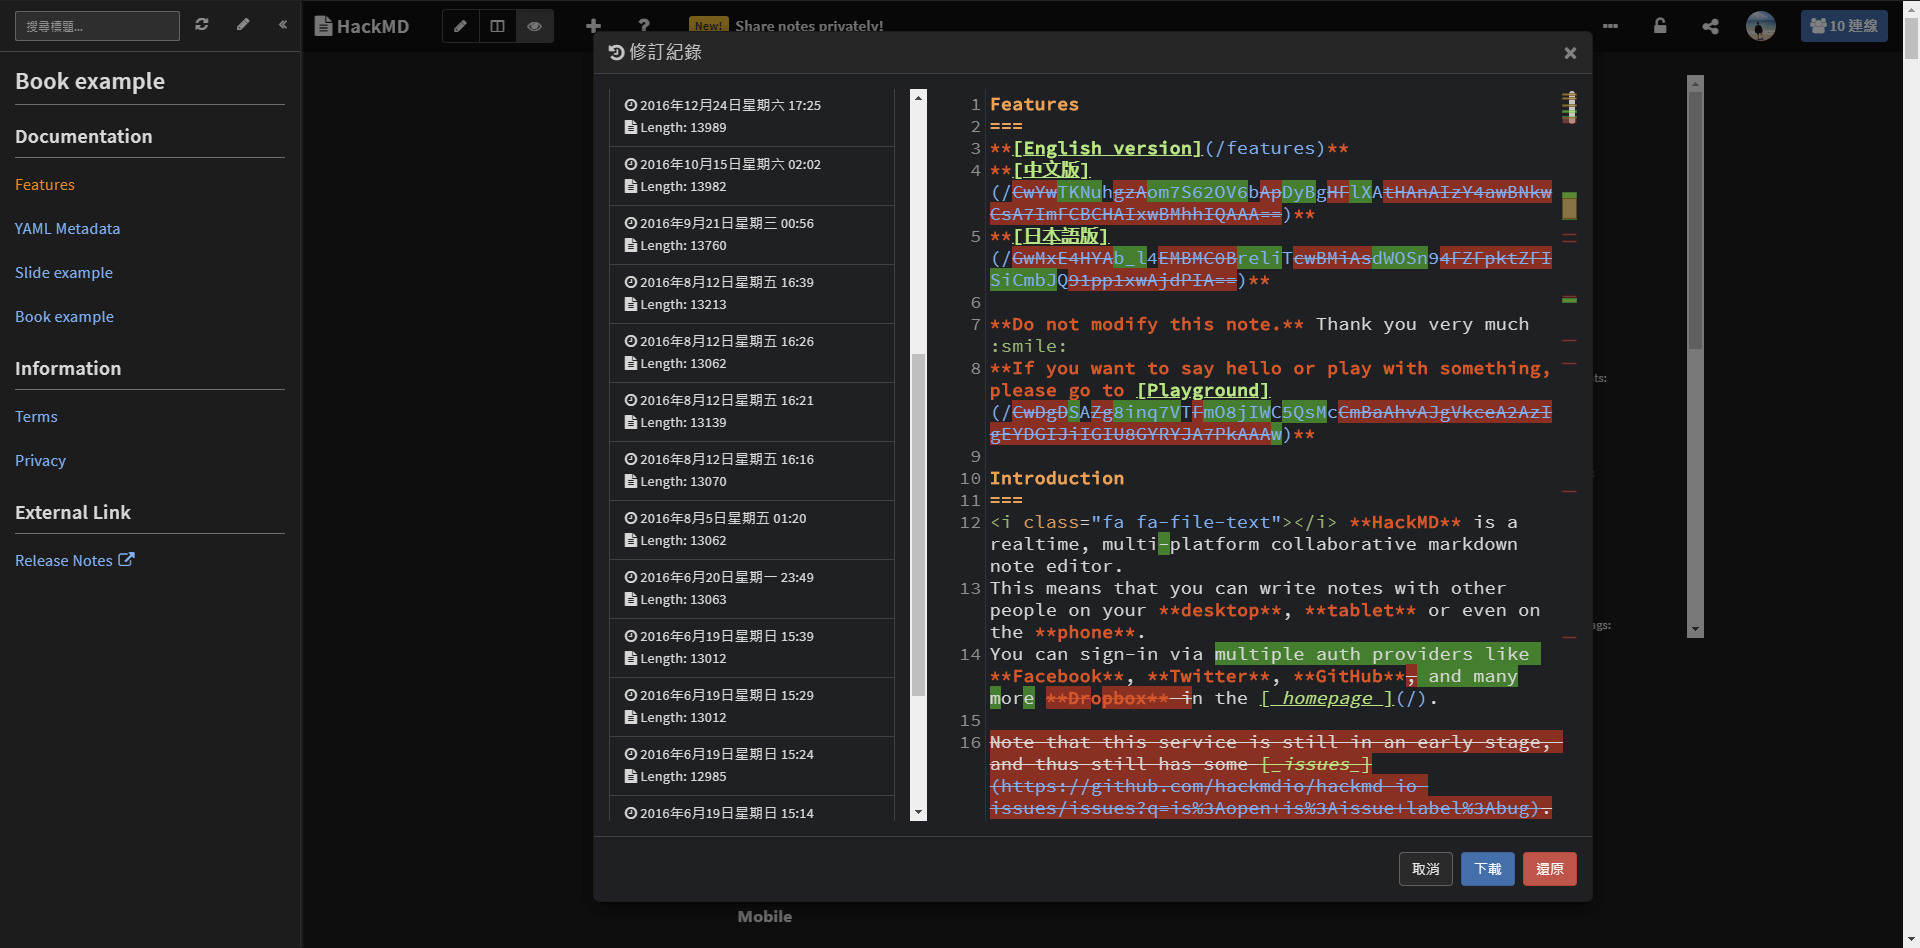 搜尋標題...
Book example
Documentation
Features
YAML Metadata
Slide example
Book example
Information
Terms
Privacy
External Link
Release Notes
HackMD
New! Share notes privately!
10 連線
修訂紀錄
2016年12月24日星期六 17:25
Length: 13989
2016年10月15日星期六 02:02
Length: 13982
2016年9月21日星期三 00:56
Length: 13760
2016年8月12日星期五 16:39
Length: 13213
2016年8月12日星期五 16:26
Length: 13062
2016年8月12日星期五 16:21
Length: 13139
2016年8月12日星期五 16:16
Length: 13070
2016年8月5日星期五 01:20
Length: 13062
2016年6月20日星期一 23:49
Length: 13063
2016年6月19日星期日 15:39
Length: 13012
2016年6月19日星期日 15:29
Length: 13012
2016年6月19日星期日 15:24
Length: 12985
2016年6月19日星期日 15:14
1 Features
2 ===
3 **[English version](/features)**
4 **[中文版]
(/CwYwTKNuhgzAom7S62OV6bApDyBgHFlXAtHAnAIzY4awBNkw
CsA7ImFCBCHAIxwBMhhIQAAA==)**
5 **[日本語版]
(/GwMxE4HYAb_l4EMBMC0BreliTcwBMiAsdWOSn94FZFpktZFI
SiCmbJQ91pp1xwAjdPIA==)**
6
7 **Do not modify this note.** Thank you very much
:smile:
8 **If you want to say hello or play with something,
please go to [Playground]
(/CwDgDSAZg8inq7VTFmO8jIWC5QsMcCmBaAhvAJgVkceA2AzI
gEYDGIJiIGIU8GYRYJA7PkAAAw)**
9
10 Introduction
11 ===
12 <i class="fa fa-file-text"></i> **HackMD** is a
realtime, multi-platform collaborative markdown
note editor.
13 This means that you can write notes with other
people on your **desktop**, **tablet** or even on
the **phone**.
14 You can sign-in via multiple auth providers like
**Facebook**, **Twitter**, **GitHub**, and many
more **Dropbox** in the [_homepage_](/).
15
16 Note that this service is still in an early stage,
and thus still has some [_issues_]
(https://github.com/hackmdio/hackmd-io-
issues/issues?q=is%3Aopen+is%3Aissue+label%3Abug).
ts:
ags:
取消
下載
還原
Mobile